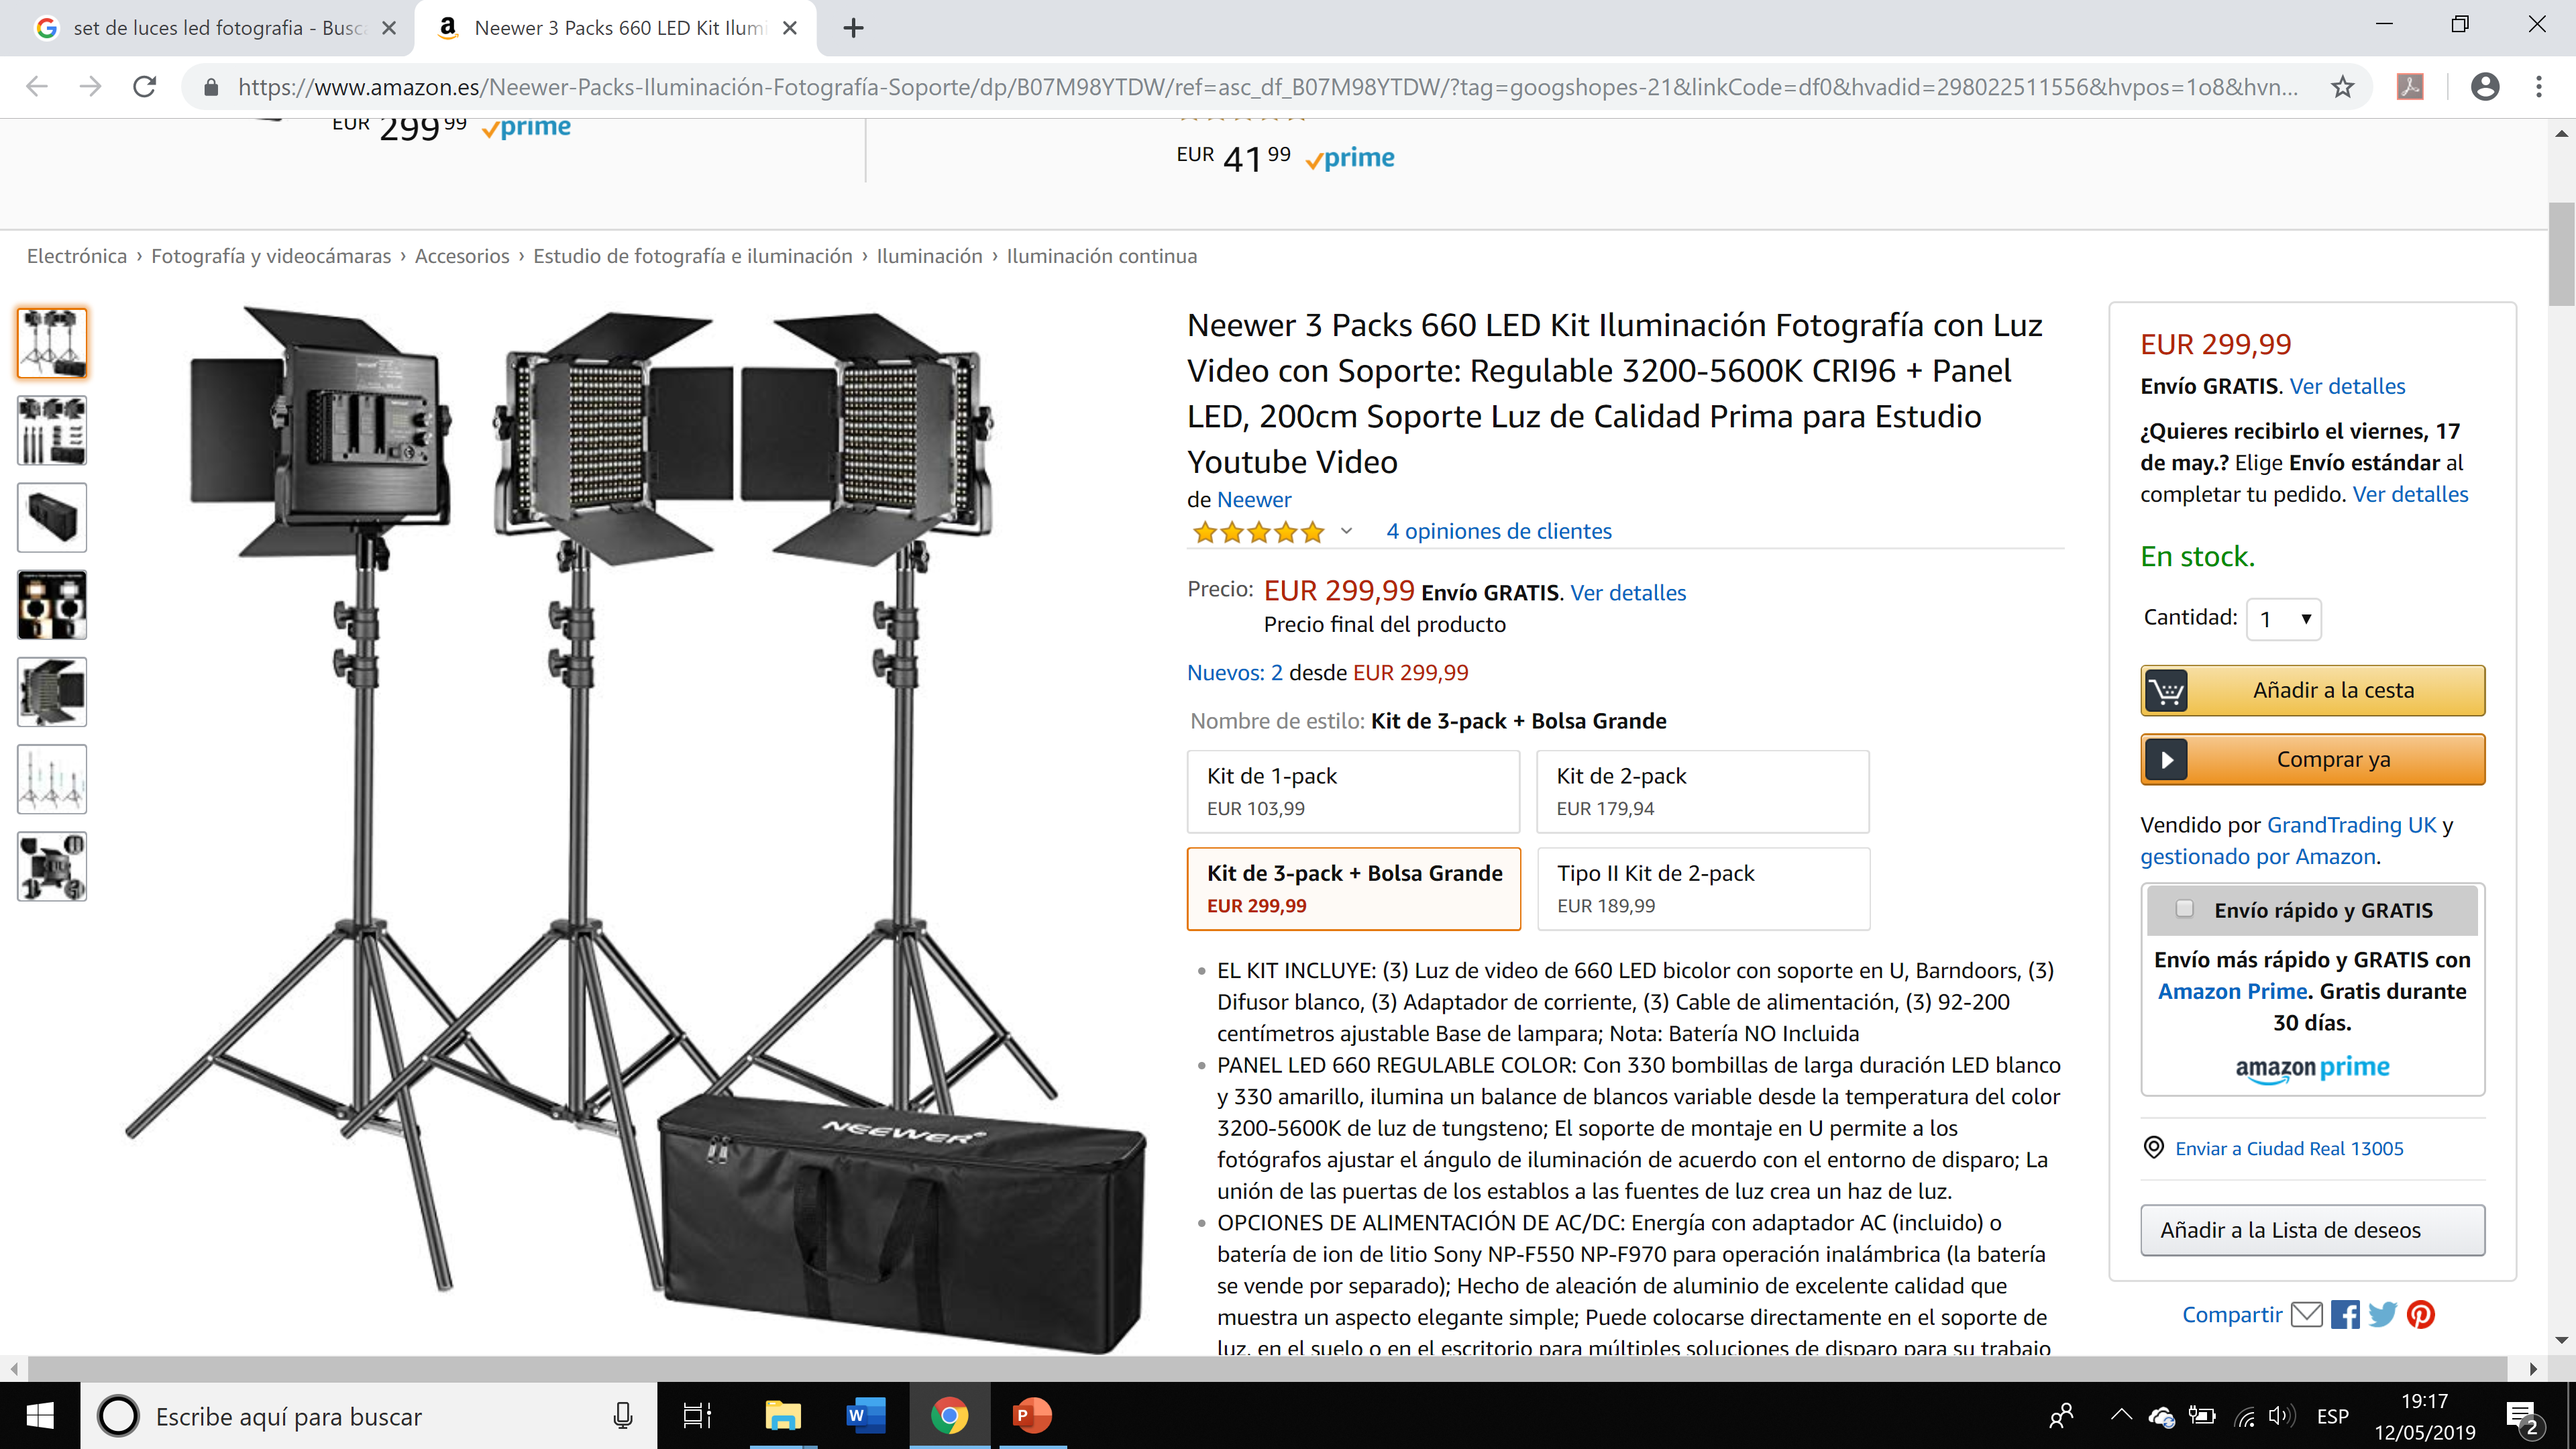 set de luces led fotografia - Busca
Neewer 3 Packs 660 LED Kit Ilumi
https://www.amazon.es/Neewer-Packs-Iluminación-Fotografía-Soporte/dp/B07M98YTDW/ref=asc_df_B07M98YTDW/?tag=googshopes-21&linkCode=df0&hvadid=298022511556&hvpos=1o8&hvn...
EUR 299 99 prime
EUR 41 99 prime
Electrónica › Fotografía y videocámaras › Accesorios › Estudio de fotografía e iluminación › Iluminación › Iluminación continua
NEEWER®
Neewer 3 Packs 660 LED Kit Iluminación Fotografía con Luz
Video con Soporte: Regulable 3200-5600K CRI96 + Panel
LED, 200cm Soporte Luz de Calidad Prima para Estudio
Youtube Video
de Neewer
4 opiniones de clientes
Precio: EUR 299,99 Envío GRATIS. Ver detalles
Precio final del producto
Nuevos: 2 desde EUR 299,99
Nombre de estilo: Kit de 3-pack + Bolsa Grande
Kit de 1-pack
EUR 103,99
Kit de 2-pack
EUR 179,94
Kit de 3-pack + Bolsa Grande
EUR 299,99
Tipo II Kit de 2-pack
EUR 189,99
• EL KIT INCLUYE: (3) Luz de video de 660 LED bicolor con soporte en U, Barndoors, (3)
Difusor blanco, (3) Adaptador de corriente, (3) Cable de alimentación, (3) 92-200
centímetros ajustable Base de lampara; Nota: Batería NO Incluida
• PANEL LED 660 REGULABLE COLOR: Con 330 bombillas de larga duración LED blanco
y 330 amarillo, ilumina un balance de blancos variable desde la temperatura del color
3200-5600K de luz de tungsteno; El soporte de montaje en U permite a los
fotógrafos ajustar el ángulo de iluminación de acuerdo con el entorno de disparo; La
unión de las puertas de los establos a las fuentes de luz crea un haz de luz.
• OPCIONES DE ALIMENTACIÓN DE AC/DC: Energía con adaptador AC (incluido) o
batería de ion de litio Sony NP-F550 NP-F970 para operación inalámbrica (la batería
se vende por separado); Hecho de aleación de aluminio de excelente calidad que
muestra un aspecto elegante simple; Puede colocarse directamente en el soporte de
luz, en el suelo o en el escritorio para múltiples soluciones de disparo para su trabajo
EUR 299,99
Envío GRATIS. Ver detalles
¿Quieres recibirlo el viernes, 17
de may.? Elige Envío estándar al
completar tu pedido. Ver detalles
En stock.
Cantidad: 1
Añadir a la cesta
Comprar ya
Vendido por GrandTrading UK y
gestionado por Amazon.
Envío rápido y GRATIS
Envío más rápido y GRATIS con
Amazon Prime. Gratis durante
30 días.
amazon prime
Enviar a Ciudad Real 13005
Añadir a la Lista de deseos
Compartir
Escribe aquí para buscar
ESP
19:17
12/05/2019
2